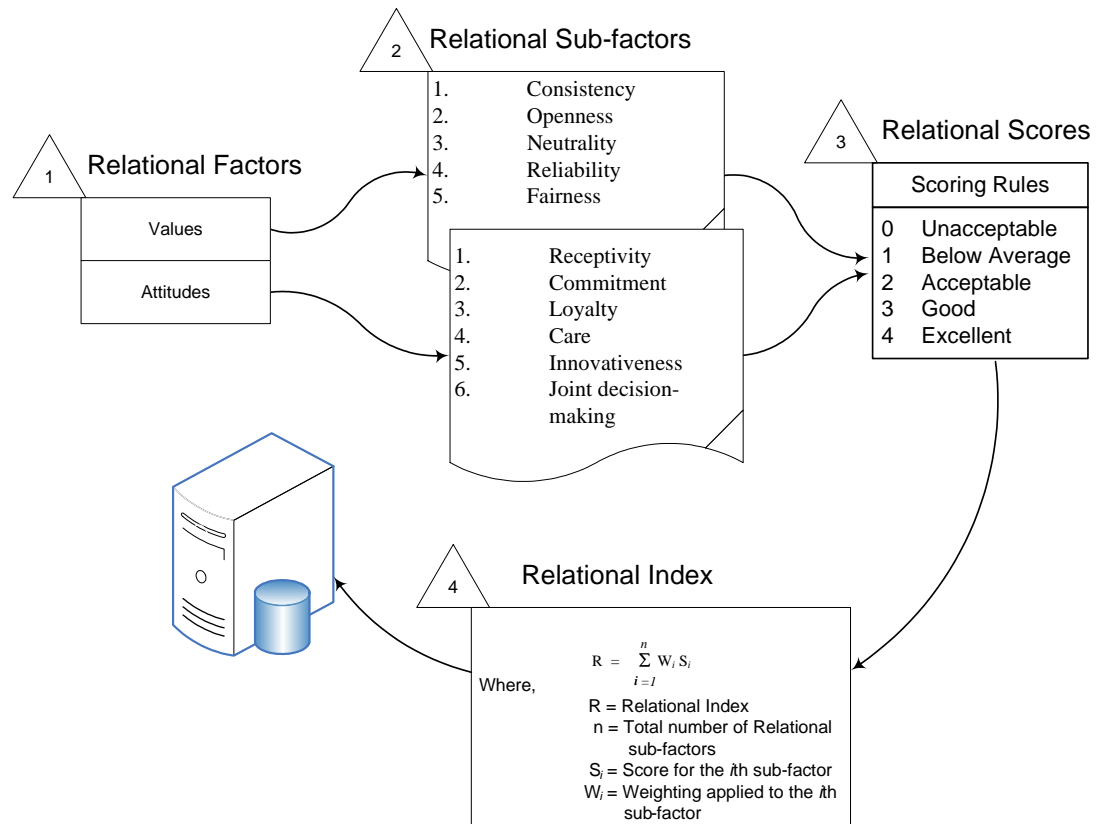 1
Relational Factors
Values
Attitudes
2
Relational Sub-factors
1. Consistency
2. Openness
3. Neutrality
4. Reliability
5. Fairness
1. Receptivity
2. Commitment
3. Loyalty
4. Care
5. Innovativeness
6. Joint decision-
making
3
Relational Scores
Scoring Rules
0 Unacceptable
1 Below Average
2 Acceptable
3 Good
4 Excellent
4
Relational Index
n
R = Σ Wi Si
i =1
Where,
R = Relational Index
n = Total number of Relational
sub-factors
Si = Score for the ith sub-factor
Wi = Weighting applied to the ith
sub-factor